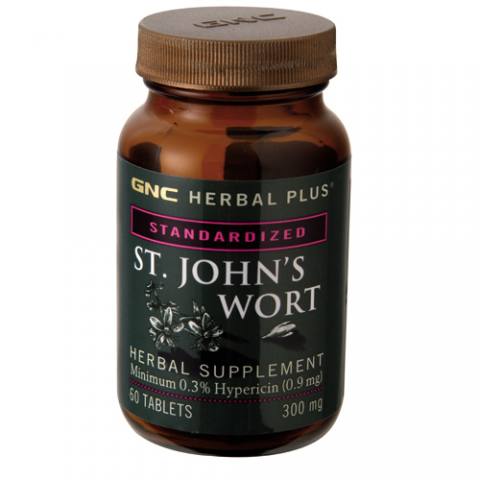 GNC
GNC HERBAL PLUS®
STANDARDIZED
ST. JOHN'S
WORT
HERBAL SUPPLEMENT
Minimum 0.3% Hypericin (0.9 mg)
60 TABLETS 300 mg